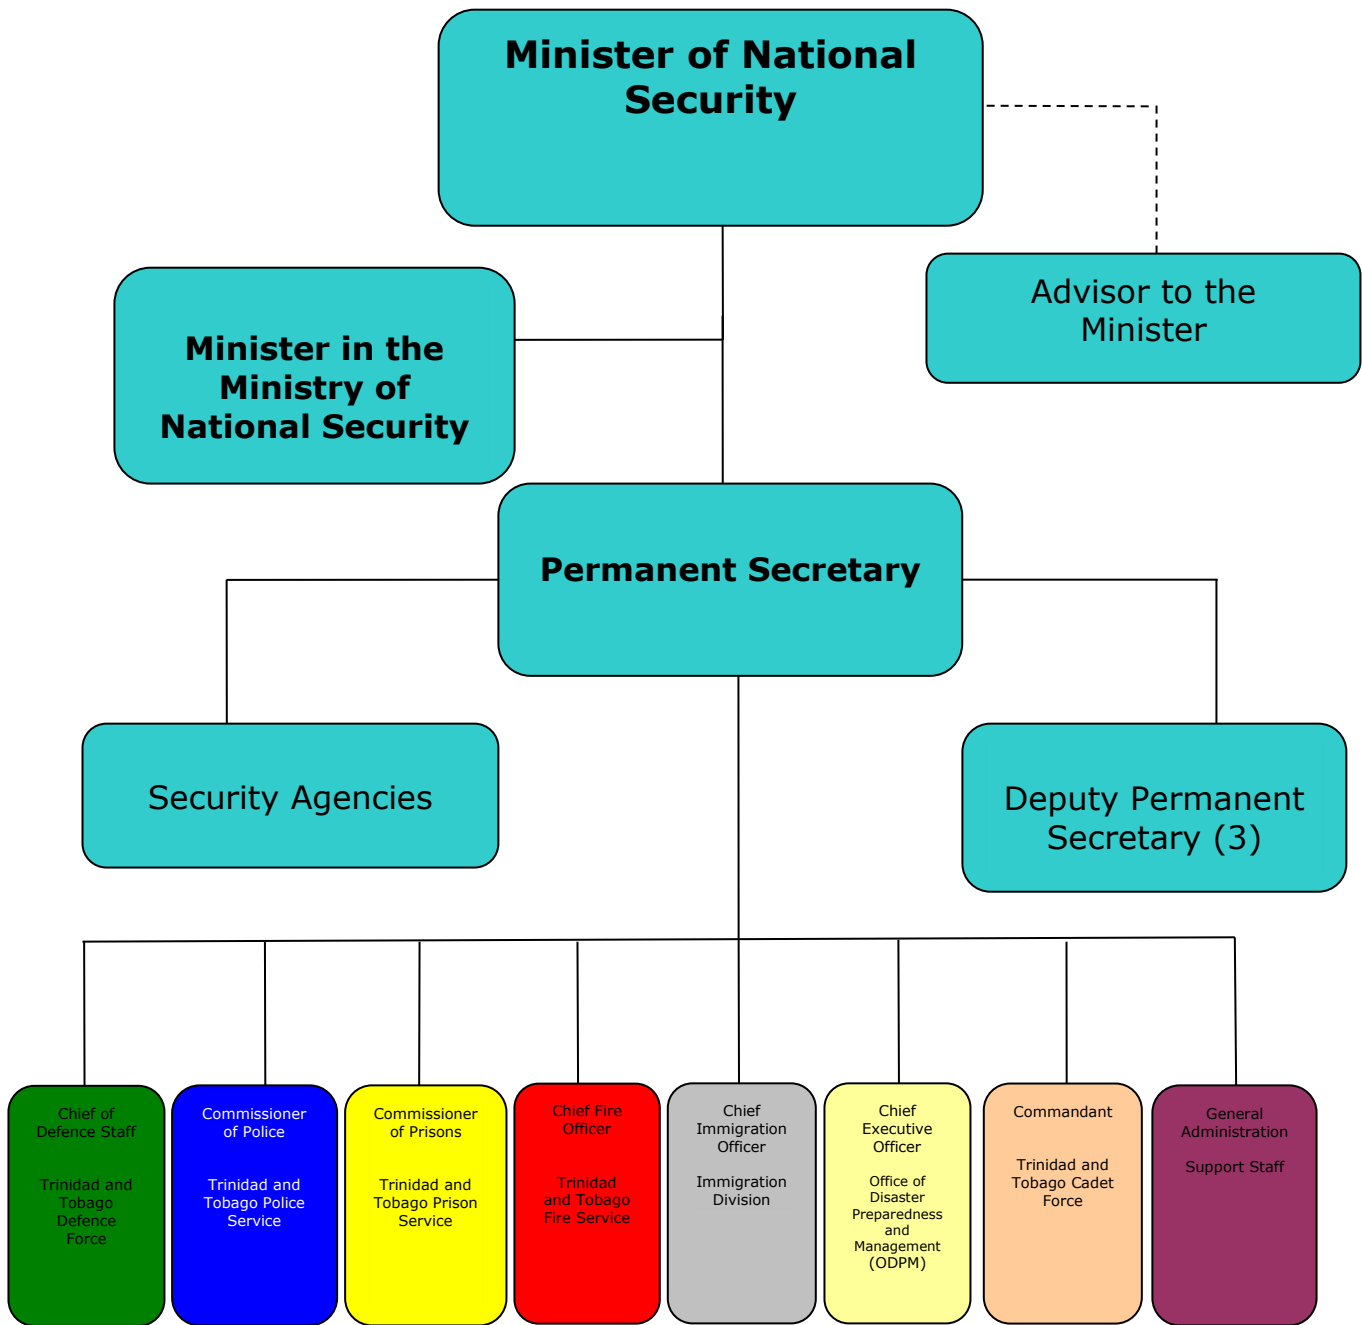 Minister of National
Security
Advisor to the
Minister
Minister in the
Ministry of
National Security
Permanent Secretary
Security Agencies
Deputy Permanent
Secretary (3)
Chief of
Defence Staff
Trinidad and
Tobago
Defence
Force
Commissioner
of Police
Trinidad and
Tobago Police
Service
Commissioner
of Prisons
Trinidad and
Tobago Prison
Service
Chief Fire
Officer
Trinidad
and Tobago
Fire Service
Chief
Immigration
Officer
Immigration
Division
Chief
Executive
Officer
Office of
Disaster
Preparedness
and
Management
(ODPM)
Commandant
Trinidad and
Tobago Cadet
Force
General
Administration
Support Staff